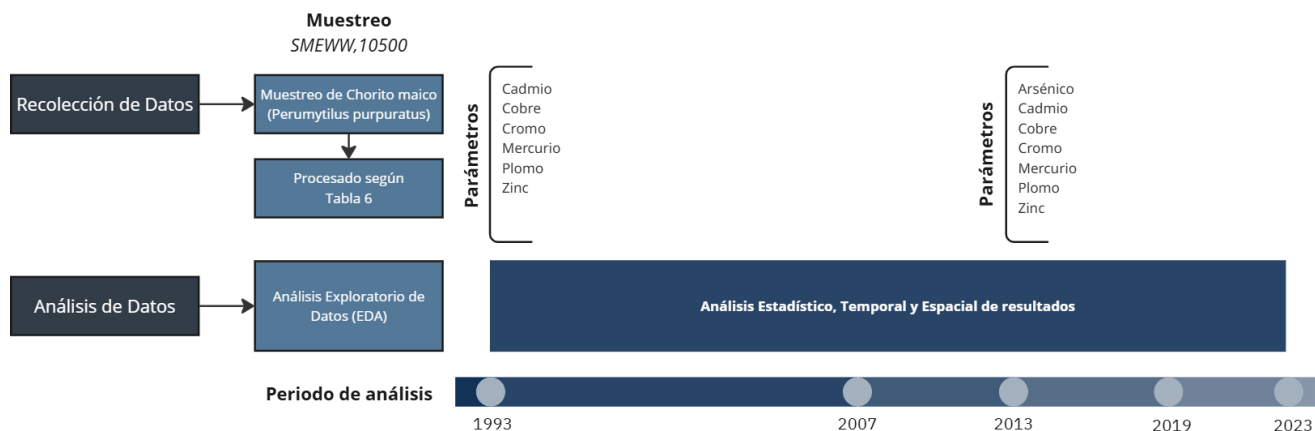 Muestreo
SMEWW,10500
Recolección de Datos
Muestreo de Chorito maico
(Perumytilus purpuratus)
Procesado según
Tabla 6
Parámetros
Cadmio
Cobre
Cromo
Mercurio
Plomo
Zinc
Parámetros
Arsénico
Cadmio
Cobre
Cromo
Mercurio
Plomo
Zinc
Análisis de Datos
Análisis Exploratorio de
Datos (EDA)
Análisis Estadístico, Temporal y Espacial de resultados
Periodo de análisis
1993
2007
2013
2019
2023